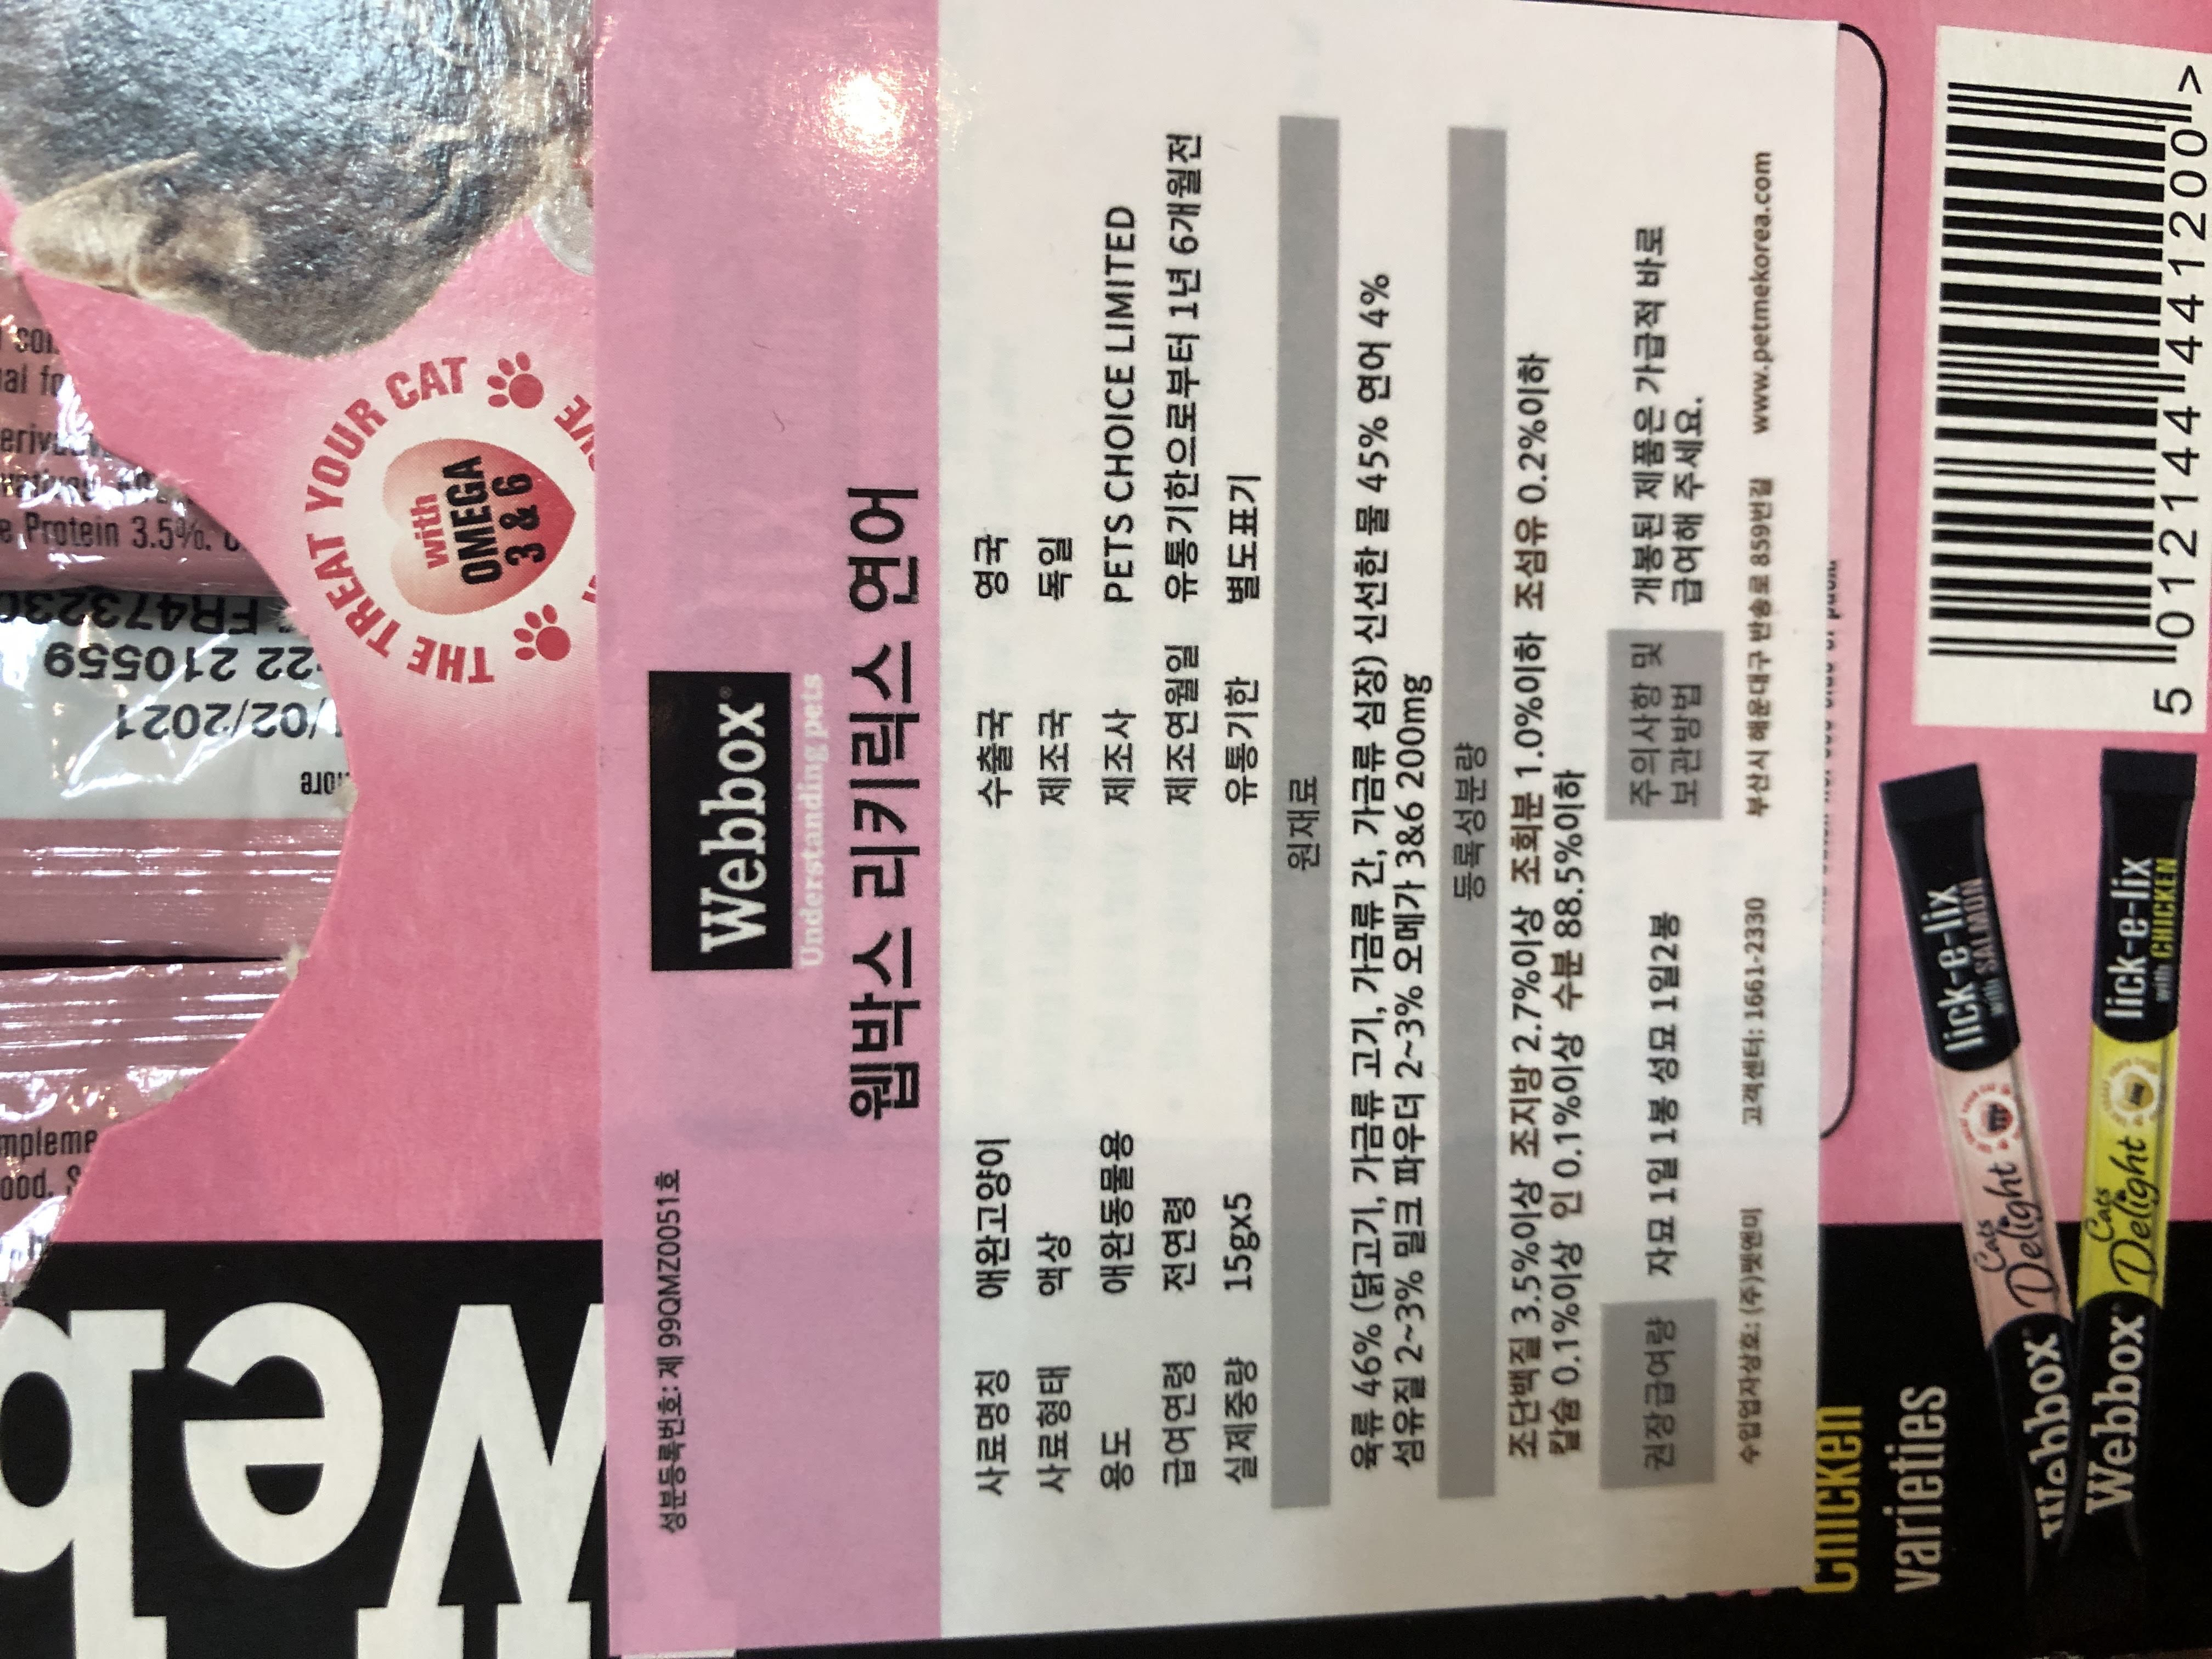 Web
/02/2021
22 210559
FR473230
Protein 3.5%.
THE TREAT YOUR CAT
with
OMEGA
3 & 6
성분등록번호: 제 99QMZ0051호
Webbox
Understanding pets
웹박스 리키릭스 연어
사료명칭 애완고양이 수출국 영국
사료형태 액상 제조국 독일
용도 애완동물용 제조사 PETS CHOICE LIMITED
급여연령 전연령 제조연월일 유통기한으로부터 1년 6개월전
실제중량 15gx5 유통기한 별도표기
원재료
육류 46% (닭고기, 가금류 고기, 가금류 간, 가금류 심장) 신선한 물 45% 연어 4%
섬유질 2~3% 밀크 파우더 2~3% 오메가 3&6 200mg
등록성분량
조단백질 3.5%이상 조지방 2.7%이상 조회분 1.0%이하 조섬유 0.2%이하
칼슘 0.1%이상 인 0.1%이상 수분 88.5%이하
권장급여량 자묘 1일 1봉 성묘 1일2봉
주의사항 및 보관방법 개봉된 제품은 가급적 바로
급여해 주세요.
수입업자상호: (주)펫앤미 고객센터: 1661-2330 부산시 해운대구 반송로 859번길 www.petmekorea.com
Chicken
varieties
Webbox Cats Delight lick-e-lix with SALMON
Webbox Cats Delight lick-e-lix with CHICKEN
5 012144 441200 >